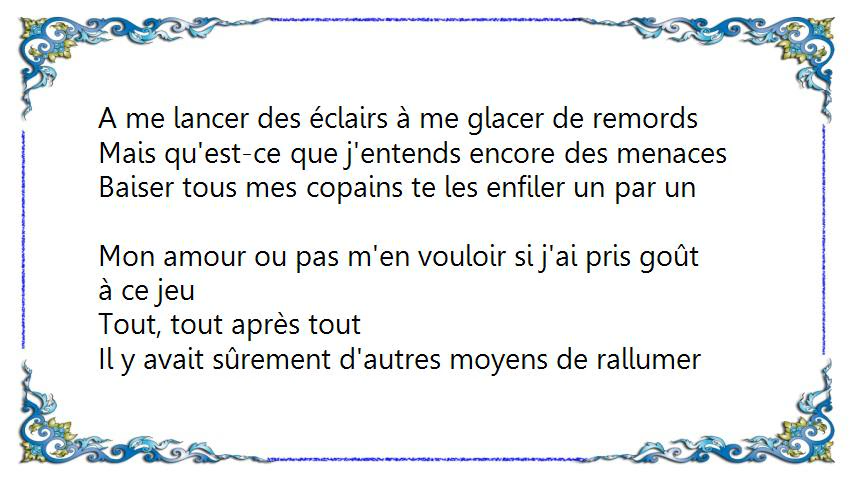 A me lancer des éclairs à me glacer de remords
Mais qu'est-ce que j'entends encore des menaces
Baiser tous mes copains te les enfiler un par un
Mon amour ou pas m'en vouloir si j'ai pris goût
à ce jeu
Tout, tout après tout
Il y avait sûrement d'autres moyens de rallumer